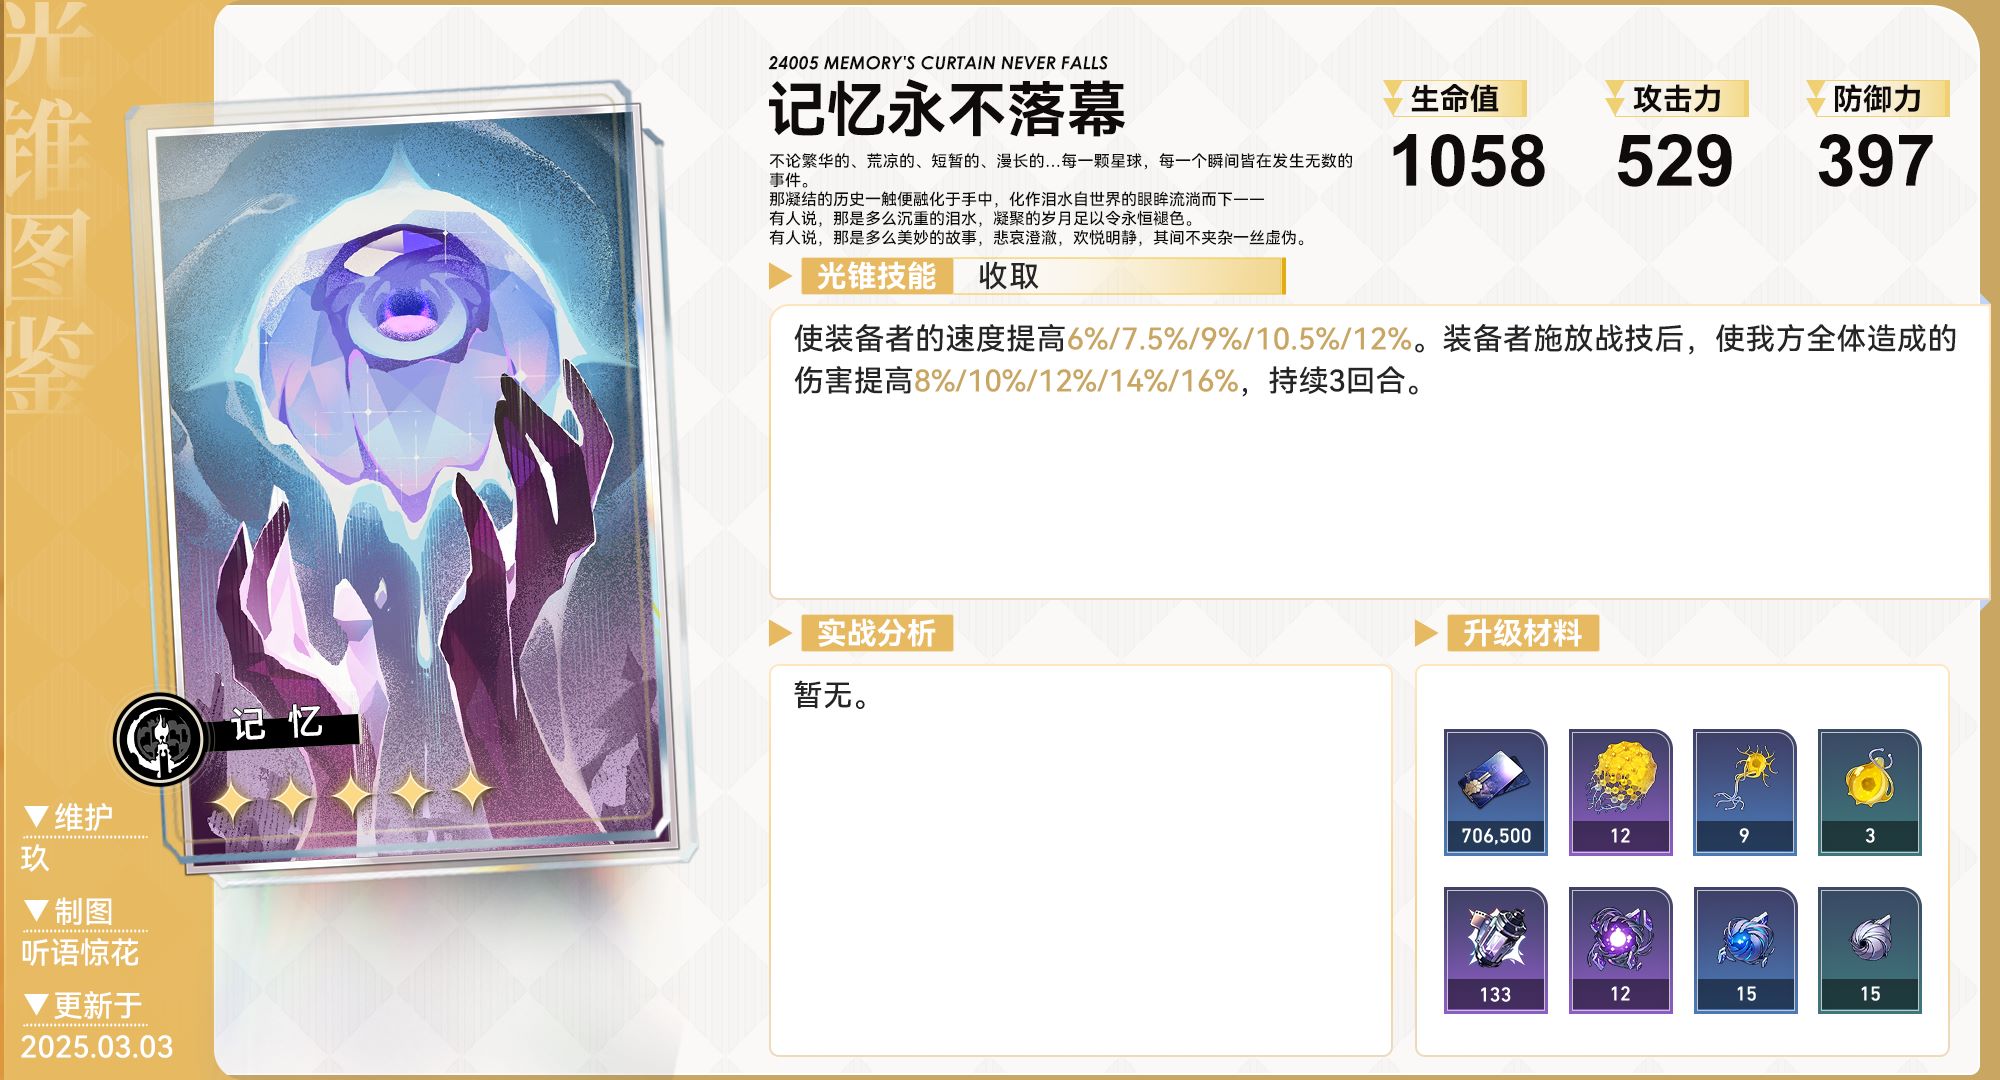 光锥图鉴
24005 MEMORY'S CURTAIN NEVER FALLS
记忆永不落幕
不论繁华的、荒凉的、短暂的、漫长的...每一颗星球，每一个瞬间皆在发生无数的
事件。
那凝结的历史一触便融化于手中，化作泪水自世界的眼眸流淌而下——
有人说，那是多么沉重的泪水，凝聚的岁月足以令永恒褪色。
有人说，那是多么美妙的故事，悲哀澄澈，欢悦明静，其间不夹杂一丝虚伪。
生命值
1058
攻击力
529
防御力
397
光锥技能 收取
使装备者的速度提高6%/7.5%/9%/10.5%/12%。装备者施放战技后，使我方全体造成的
伤害提高8%/10%/12%/14%/16%，持续3回合。
实战分析
暂无。
升级材料
706,500 12 9 3
133 12 15 15
记忆
▼维护
玖
▼制图
听语惊花
▼更新于
2025.03.03